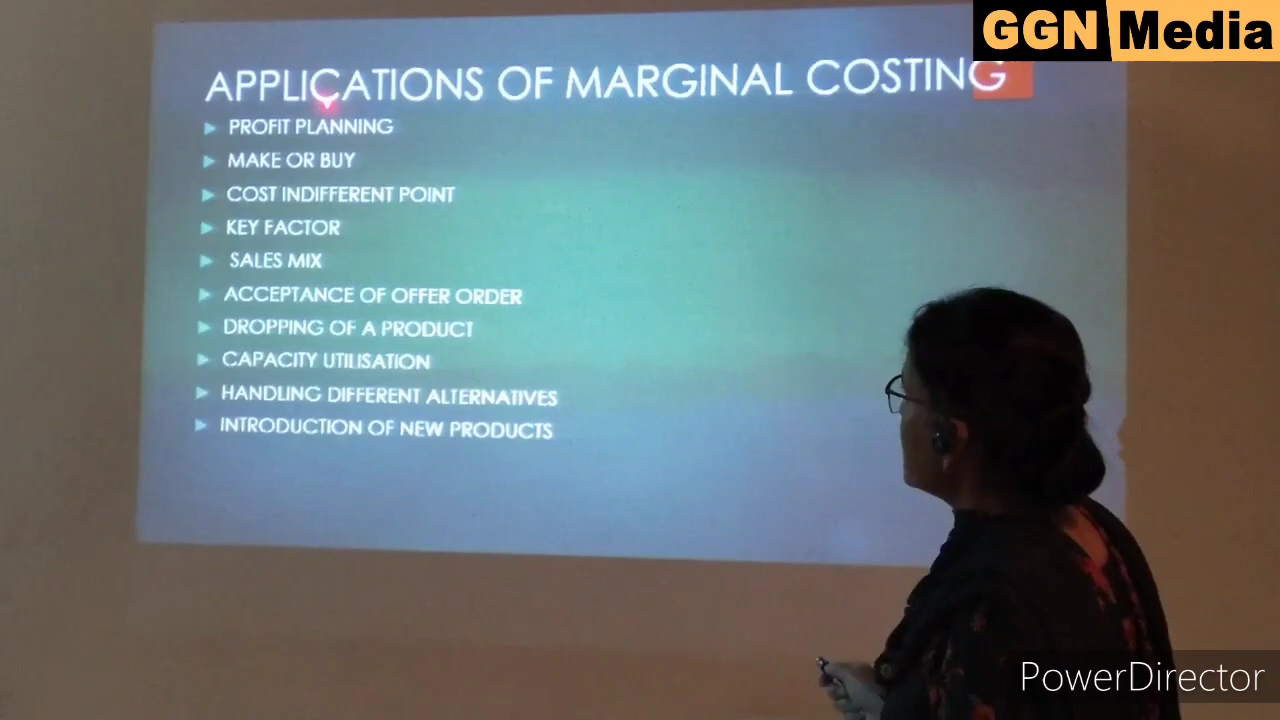 GGN Media
APPLICATIONS OF MARGINAL COSTING
PROFIT PLANNING
MAKE OR BUY
COST INDIFFERENT POINT
KEY FACTOR
SALES MIX
ACCEPTANCE OF OFFER ORDER
DROPPING OF A PRODUCT
CAPACITY UTILISATION
HANDLING DIFFERENT ALTERNATIVES
INTRODUCTION OF NEW PRODUCTS
PowerDirector